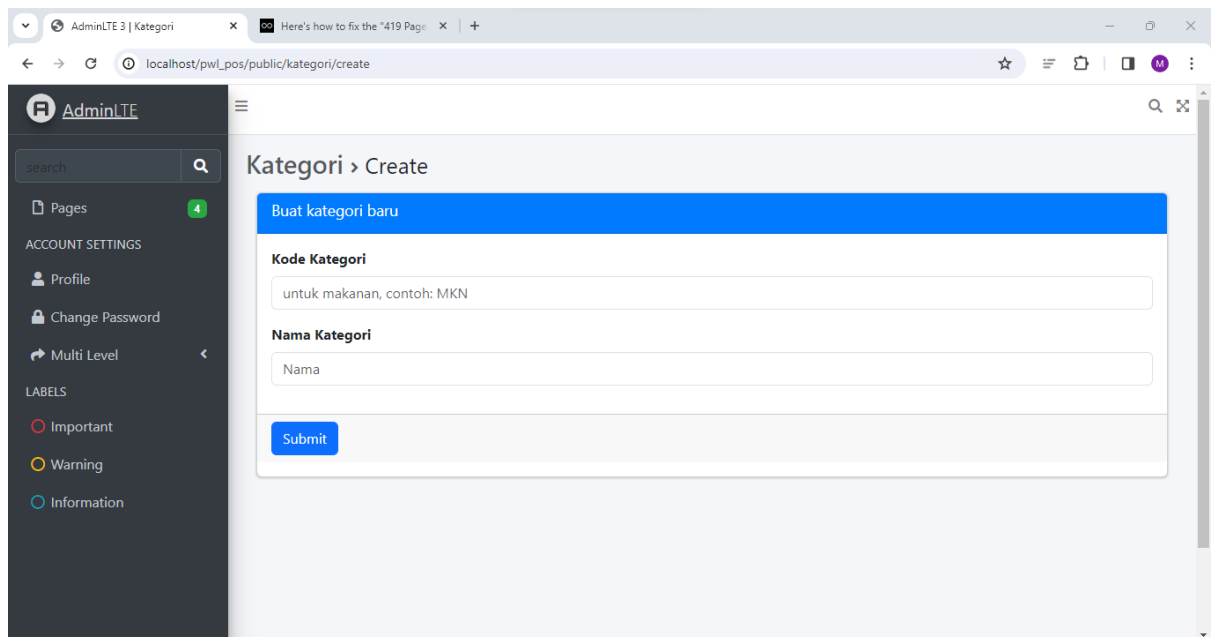 AdminLTE 3 | Kategori
Here's how to fix the "419 Page
localhost/pwl_pos/public/kategori/create
M
AdminLTE
search
Pages
4
ACCOUNT SETTINGS
Profile
Change Password
Multi Level
LABELS
Important
Warning
Information
Kategori › Create
Buat kategori baru
Kode Kategori
untuk makanan, contoh: MKN
Nama Kategori
Nama
Submit